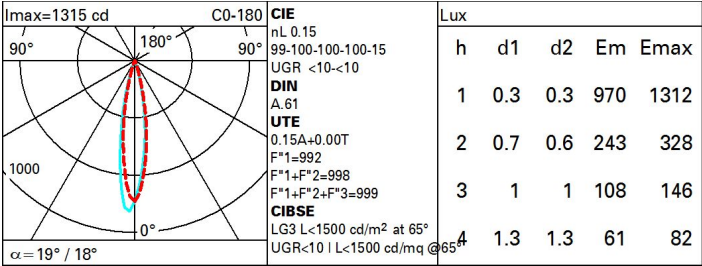 Imax=1315 cd C0-180
90° 180° 90°
1000
0°
α=19° / 18°
CIE
nL 0.15
99-100-100-100-15
UGR <10-<10
DIN
A.61
UTE
0.15A+0.00T
F"1=992
F"1+F"2=998
F"1+F"2+F"3=999
CIBSE
LG3 L<1500 cd/m² at 65°
UGR<10 | L<1500 cd/mq @65°
Lux
h d1 d2 Em Emax
1 0.3 0.3 970 1312
2 0.7 0.6 243 328
3 1 1 108 146
4 1.3 1.3 61 82